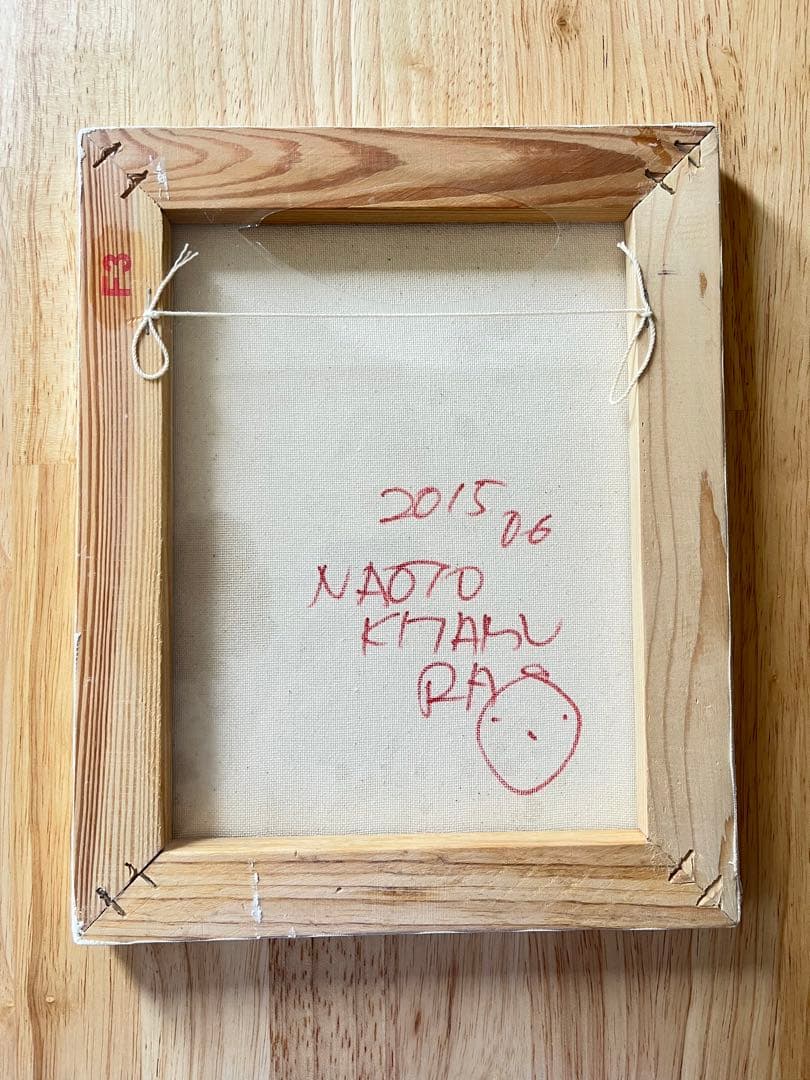 F3
2015 06
NAOTO
KITAMU
RA